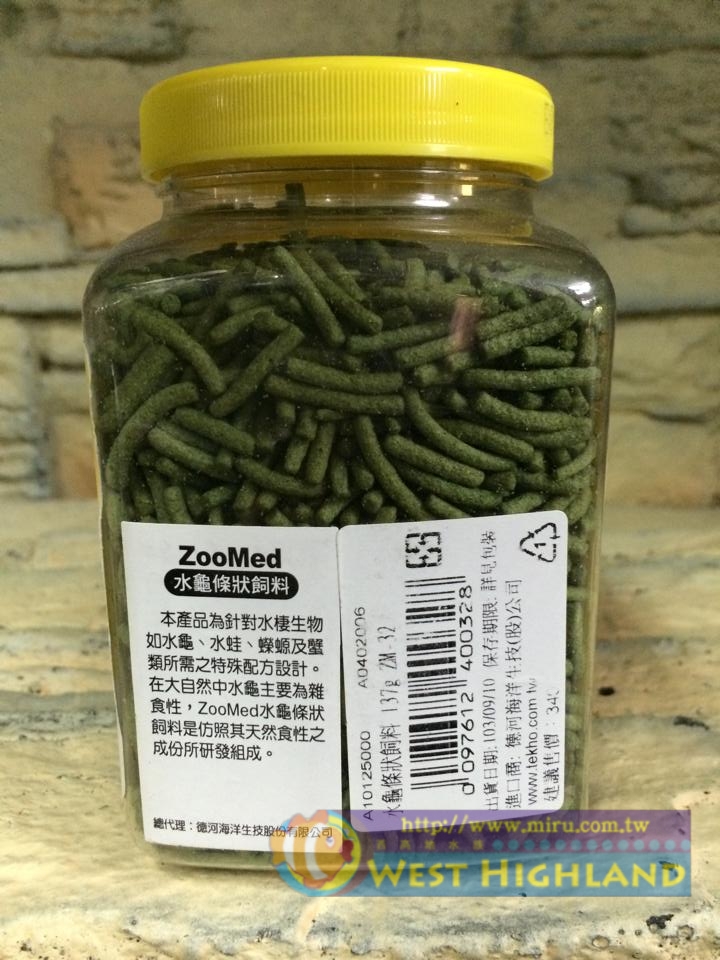 ZooMed
水龜條狀飼料
本產品為針對水棲生物
如水龜、水蛙、蠑螈及蟹
類所需之特殊配方設計。
在大自然中水龜主要為雜
食性，ZooMed水龜條狀
飼料是仿照其天然食性之
成份所研發組成。
總代理：德河海洋生技股份有限公司
A10125000 A0402006
水龜條狀飼料 137g ZM-32
0 097612 400328
出貨日期:103/09/10 保存期限: 詳見包裝
進口商: 德河海洋生技(股)公司
www.tekho.com.tw
建議售價: 34
1
http://www.miru.com.tw
WEST HIGHLAND